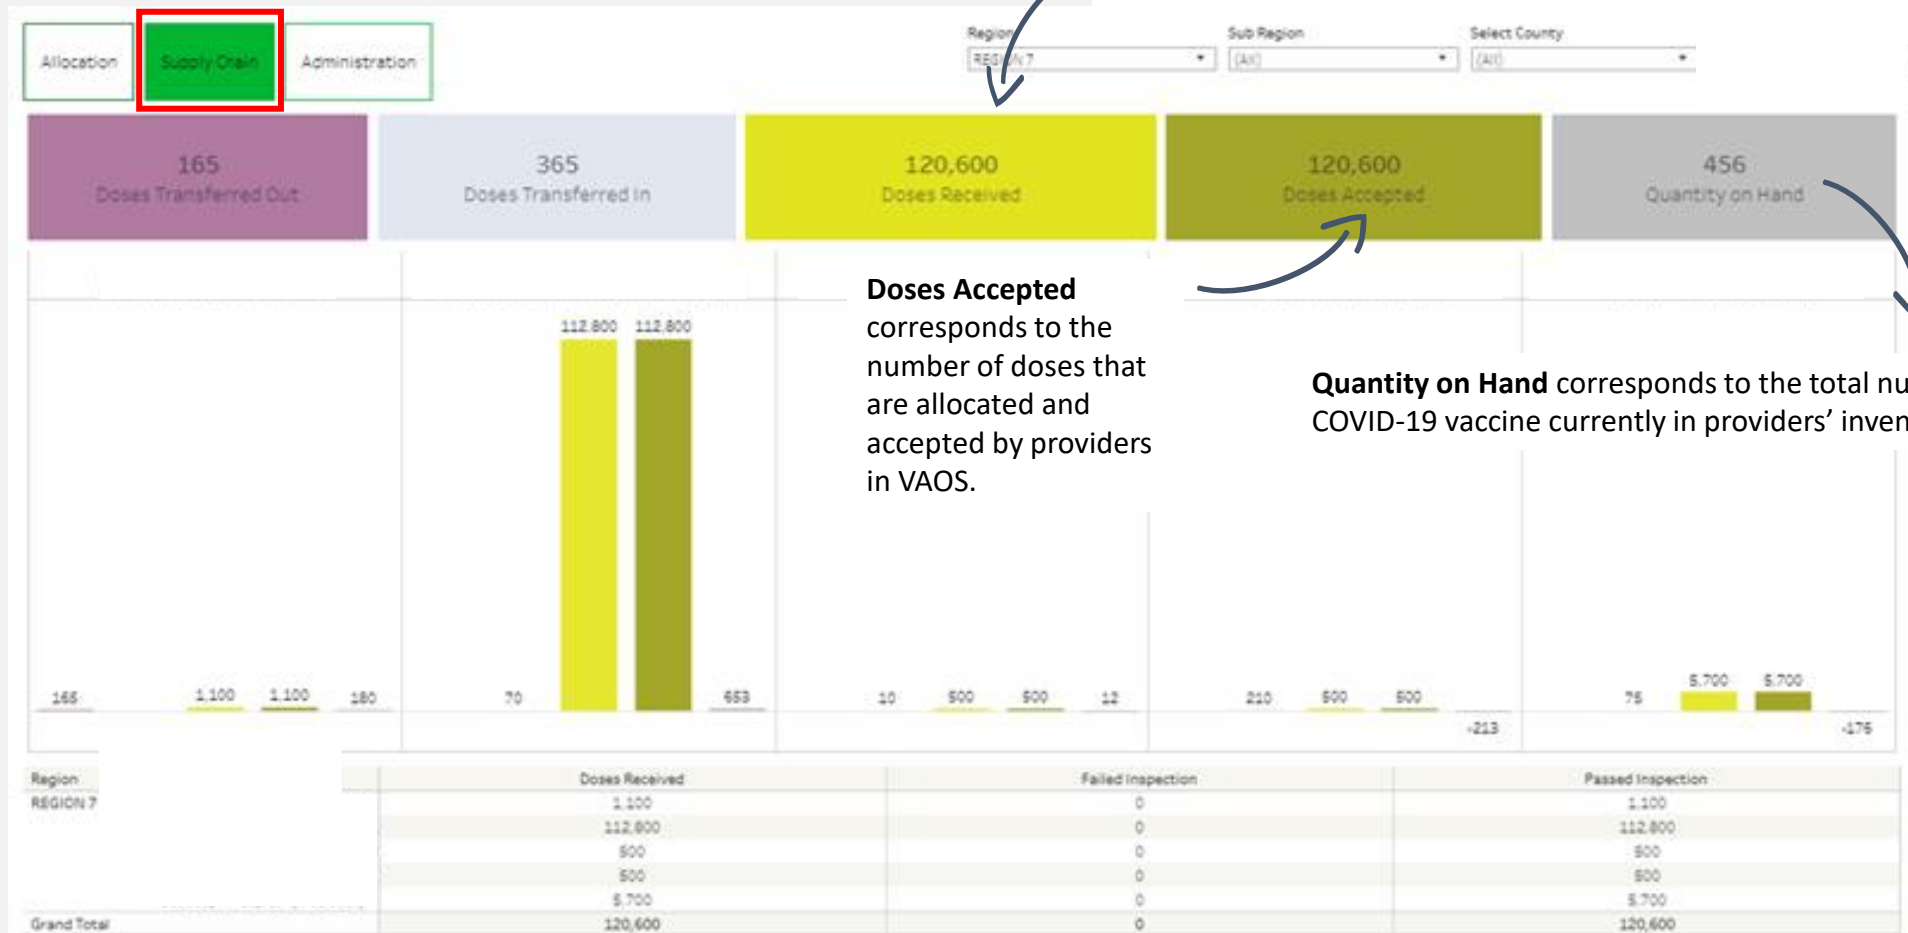 Region
Sub Region
Select County
Allocation
Supply Chain
Administration
REGION 7
(All)
(All)
165
Doses Transferred Out
365
Doses Transferred In
120,600
Doses Received
120,600
Doses Accepted
456
Quantity on Hand
Doses Accepted
corresponds to the
number of doses that
are allocated and
accepted by providers
in VAOS.
Quantity on Hand corresponds to the total nu
COVID-19 vaccine currently in providers’ inven
112,800 112,800
165 1,100 1,100 180
70 653
10 500 500 12
210 500 500 -213
75 5,700 5,700 -175
Region Doses Received Failed Inspection Passed Inspection
REGION 7 1,100 0 1,100
112,800 0 112,800
500 0 500
500 0 500
5,700 0 5,700
Grand Total 120,600 0 120,600